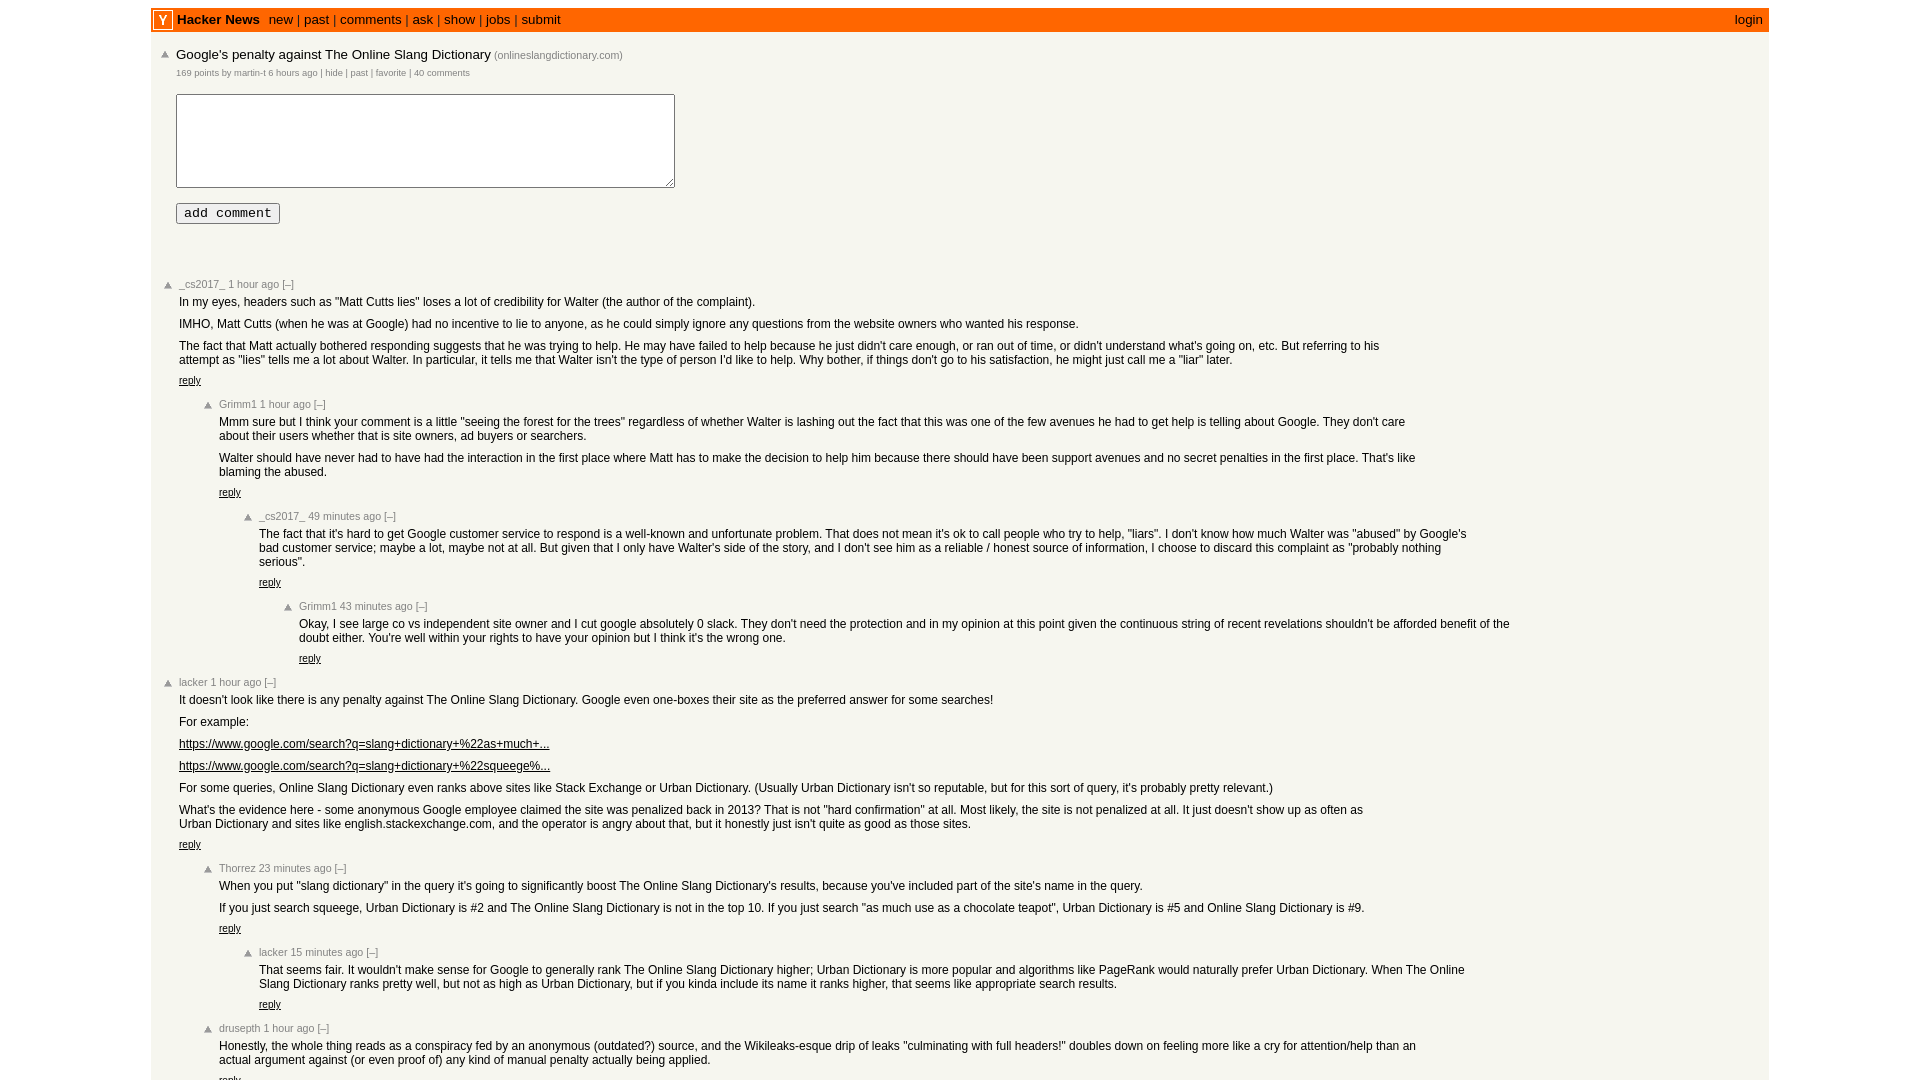 Y Hacker News new | past | comments | ask | show | jobs | submit login
Google's penalty against The Online Slang Dictionary (onlineslangdictionary.com)
169 points by martin-t 6 hours ago | hide | past | favorite | 40 comments
add comment
_cs2017_ 1 hour ago [–]
In my eyes, headers such as "Matt Cutts lies" loses a lot of credibility for Walter (the author of the complaint).
IMHO, Matt Cutts (when he was at Google) had no incentive to lie to anyone, as he could simply ignore any questions from the website owners who wanted his response.
The fact that Matt actually bothered responding suggests that he was trying to help. He may have failed to help because he just didn't care enough, or ran out of time, or didn't understand what's going on, etc. But referring to his
attempt as "lies" tells me a lot about Walter. In particular, it tells me that Walter isn't the type of person I'd like to help. Why bother, if things don't go to his satisfaction, he might just call me a "liar" later.
reply
Grimm1 1 hour ago [–]
Mmm sure but I think your comment is a little "seeing the forest for the trees" regardless of whether Walter is lashing out the fact that this was one of the few avenues he had to get help is telling about Google. They don't care
about their users whether that is site owners, ad buyers or searchers.
Walter should have never had to have had the interaction in the first place where Matt has to make the decision to help him because there should have been support avenues and no secret penalties in the first place. That's like
blaming the abused.
reply
_cs2017_ 49 minutes ago [–]
The fact that it's hard to get Google customer service to respond is a well-known and unfortunate problem. That does not mean it's ok to call people who try to help, "liars". I don't know how much Walter was "abused" by Google's
bad customer service; maybe a lot, maybe not at all. But given that I only have Walter's side of the story, and I don't see him as a reliable / honest source of information, I choose to discard this complaint as "probably nothing
serious".
reply
Grimm1 43 minutes ago [–]
Okay, I see large co vs independent site owner and I cut google absolutely 0 slack. They don't need the protection and in my opinion at this point given the continuous string of recent revelations shouldn't be afforded benefit of the
doubt either. You're well within your rights to have your opinion but I think it's the wrong one.
reply
lacker 1 hour ago [–]
It doesn't look like there is any penalty against The Online Slang Dictionary. Google even one-boxes their site as the preferred answer for some searches!
For example:
https://www.google.com/search?q=slang+dictionary+%22as+much+...
https://www.google.com/search?q=slang+dictionary+%22squeege%...
For some queries, Online Slang Dictionary even ranks above sites like Stack Exchange or Urban Dictionary. (Usually Urban Dictionary isn't so reputable, but for this sort of query, it's probably pretty relevant.)
What's the evidence here - some anonymous Google employee claimed the site was penalized back in 2013? That is not "hard confirmation" at all. Most likely, the site is not penalized at all. It just doesn't show up as often as
Urban Dictionary and sites like english.stackexchange.com, and the operator is angry about that, but it honestly just isn't quite as good as those sites.
reply
Thorrez 23 minutes ago [–]
When you put "slang dictionary" in the query it's going to significantly boost The Online Slang Dictionary's results, because you've included part of the site's name in the query.
If you just search squeege, Urban Dictionary is #2 and The Online Slang Dictionary is not in the top 10. If you just search "as much use as a chocolate teapot", Urban Dictionary is #5 and Online Slang Dictionary is #9.
reply
lacker 15 minutes ago [–]
That seems fair. It wouldn't make sense for Google to generally rank The Online Slang Dictionary higher; Urban Dictionary is more popular and algorithms like PageRank would naturally prefer Urban Dictionary. When The Online
Slang Dictionary ranks pretty well, but not as high as Urban Dictionary, but if you kinda include its name it ranks higher, that seems like appropriate search results.
reply
drusepth 1 hour ago [–]
Honestly, the whole thing reads as a conspiracy fed by an anonymous (outdated?) source, and the Wikileaks-esque drip of leaks "culminating with full headers!" doubles down on feeling more like a cry for attention/help than an
actual argument against (or even proof of) any kind of manual penalty actually being applied.
reply